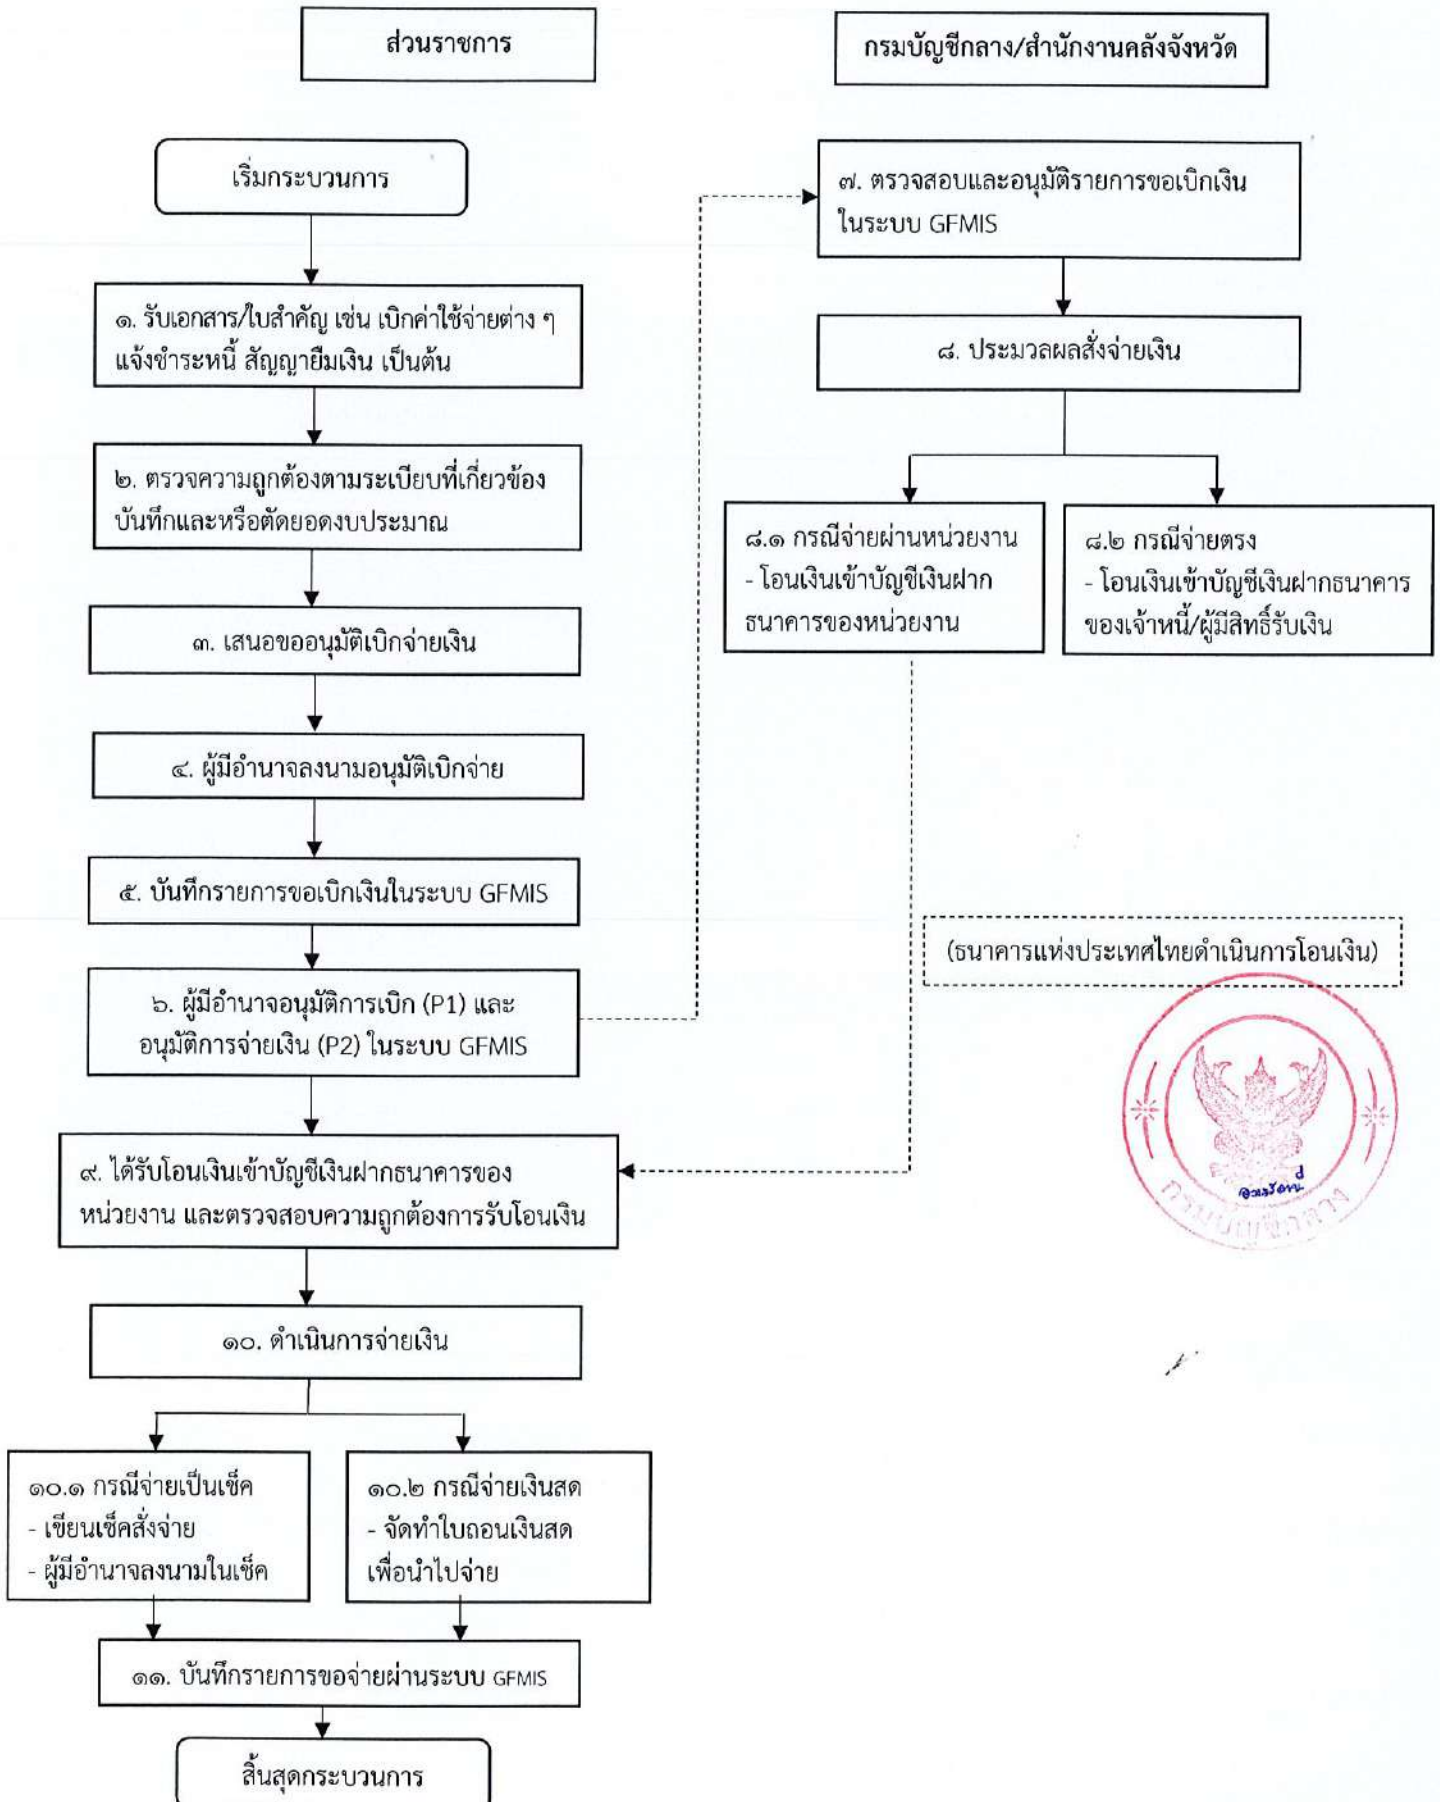 ส่วนราชการ
กรมบัญชีกลาง/สำนักงานคลังจังหวัด
เริ่มกระบวนการ
๑. รับเอกสาร/ใบสำคัญ เช่น เบิกค่าใช้จ่ายต่าง ๆ
แจ้งชำระหนี้ สัญญายืมเงิน เป็นต้น
๒. ตรวจความถูกต้องตามระเบียบที่เกี่ยวข้อง
บันทึกและหรือตัดยอดงบประมาณ
๓. เสนอขออนุมัติเบิกจ่ายเงิน
๔. ผู้มีอำนาจลงนามอนุมัติเบิกจ่าย
๕. บันทึกรายการขอเบิกเงินในระบบ GFMIS
๖. ผู้มีอำนาจอนุมัติการเบิก (P1) และ
อนุมัติการจ่ายเงิน (P2) ในระบบ GFMIS
๗. ตรวจสอบและอนุมัติรายการขอเบิกเงิน
ในระบบ GFMIS
๘. ประมวลผลสั่งจ่ายเงิน
๘.๑ กรณีจ่ายผ่านหน่วยงาน
- โอนเงินเข้าบัญชีเงินฝาก
ธนาคารของหน่วยงาน
๘.๒ กรณีจ่ายตรง
- โอนเงินเข้าบัญชีเงินฝากธนาคาร
ของเจ้าหนี้/ผู้มีสิทธิ์รับเงิน
(ธนาคารแห่งประเทศไทยดำเนินการโอนเงิน)
กรมบัญชีกลาง
๙. ได้รับโอนเงินเข้าบัญชีเงินฝากธนาคารของ
หน่วยงาน และตรวจสอบความถูกต้องการรับโอนเงิน
๑๐. ดำเนินการจ่ายเงิน
๑๐.๑ กรณีจ่ายเป็นเช็ค
- เขียนเช็คสั่งจ่าย
- ผู้มีอำนาจลงนามในเช็ค
๑๐.๒ กรณีจ่ายเงินสด
- จัดทำใบถอนเงินสด
เพื่อนำไปจ่าย
๑๑. บันทึกรายการขอจ่ายผ่านระบบ GFMIS
สิ้นสุดกระบวนการ